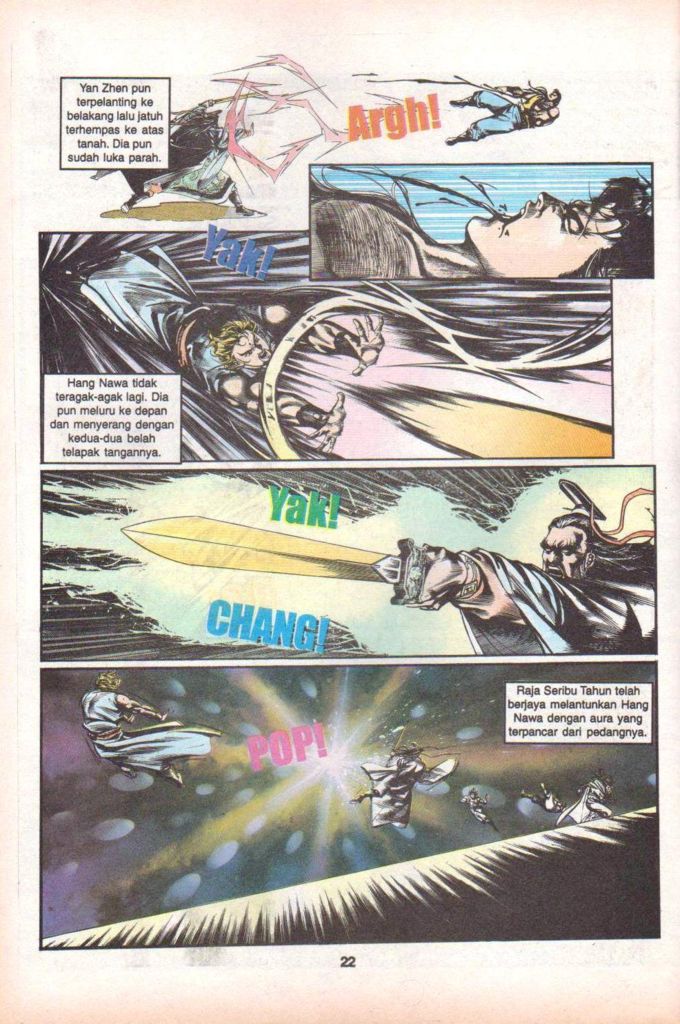 Yan Zhen pun
terpelanting ke
belakang lalu jatuh
terhempas ke atas
tanah. Dia pun
sudah luka parah.
Argh!
Yak!
Hang Nawa tidak
teragak-agak lagi. Dia
pun meluru ke depan
dan menyerang dengan
kedua-dua belah
telapak tangannya.
Yak!
CHANG!
Raja Seribu Tahun telah
berjaya melantunkan Hang
Nawa dengan aura yang
terpancar dari pedangnya.
POP!
22